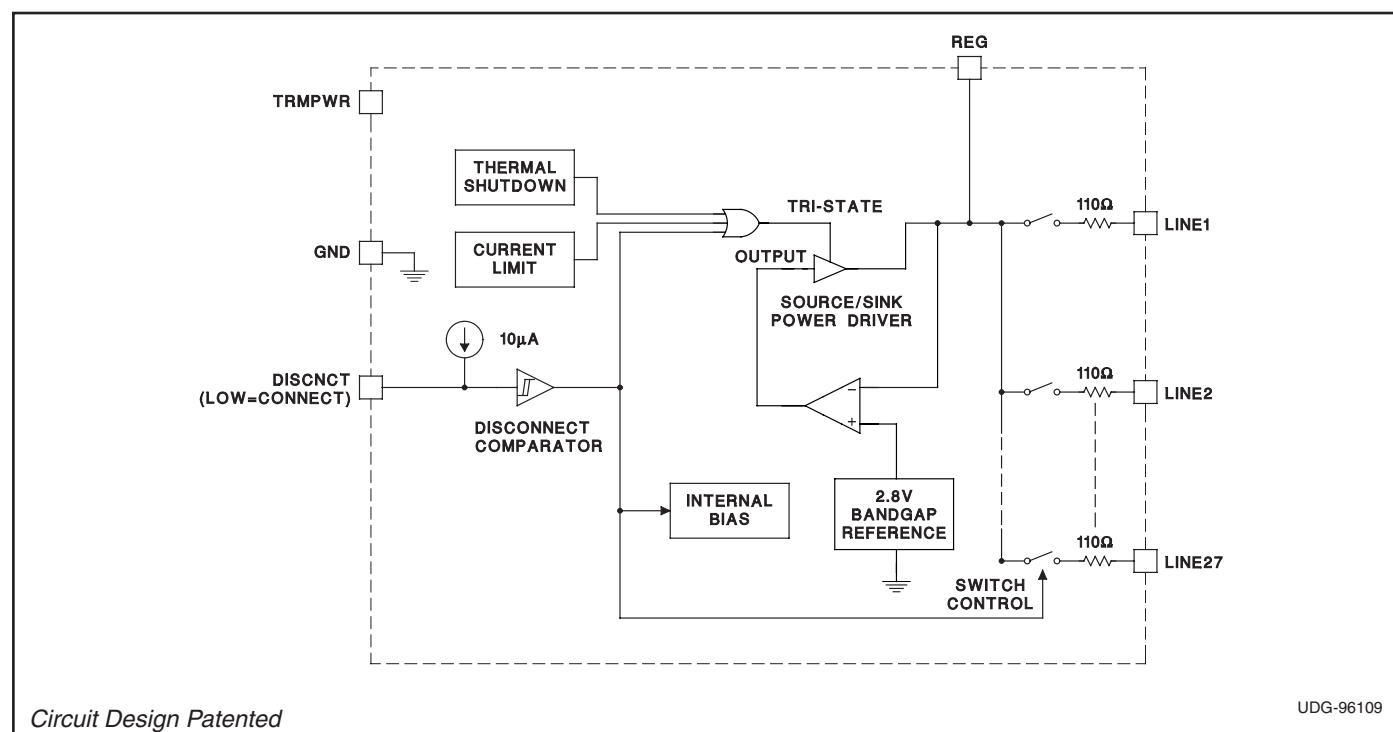 REG
TRMPWR
THERMAL
SHUTDOWN
TRI-STATE
110Ω
LINE1
GND
CURRENT
LIMIT
OUTPUT
SOURCE/SINK
POWER DRIVER
10µA
DISCNCT
(LOW=CONNECT)
DISCONNECT
COMPARATOR
−
+
110Ω
LINE2
INTERNAL
BIAS
2.8V
BANDGAP
REFERENCE
110Ω
LINE27
SWITCH
CONTROL
Circuit Design Patented
UDG-96109